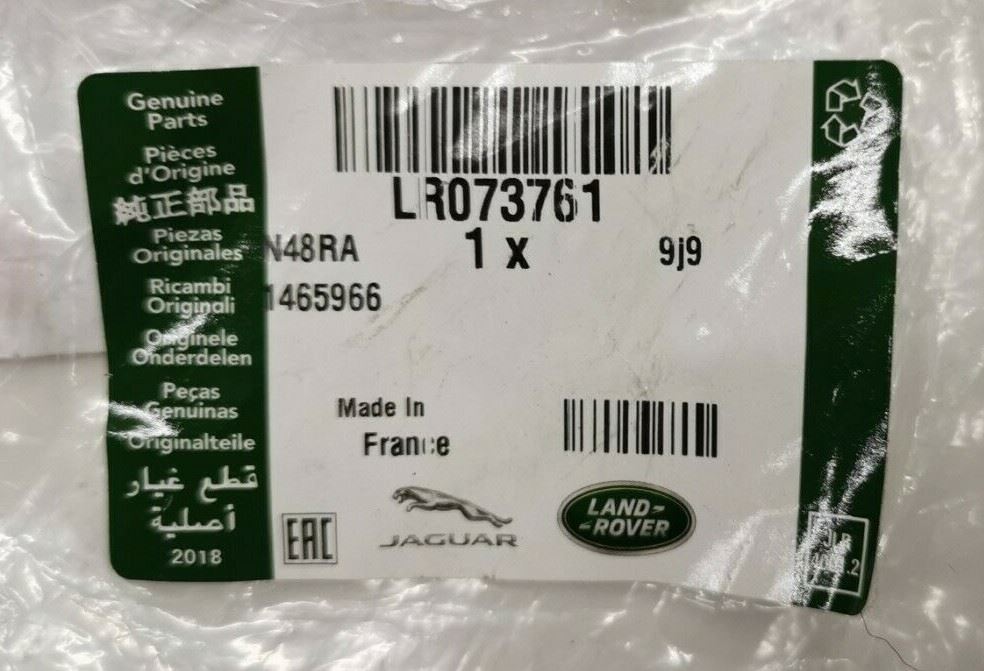 Genuine
Parts
Pièces
d'Origine
純正部品
Piezas
Originales
Ricambi
Originali
Originele
Onderdelen
Peças
Genuinas
Originalteile
قطع غيار
أصلية
2018
LR073761
N48RA
1 x
9j9
1465966
Made In
France
EAC
JAGUAR
LAND-
-ROVER
JLR